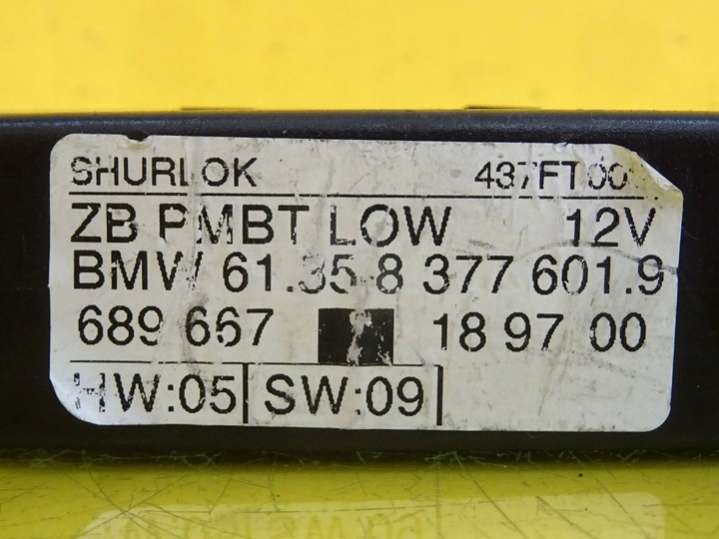 SHURLOK 437FT00
ZB PMBT LOW 12V
BMW 61.35-8 377 601.9
689 667 18 97 00
HW:05 SW:09